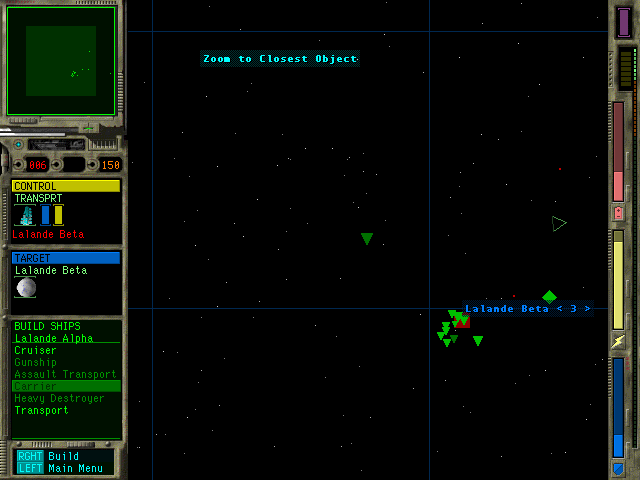 Zoom to Closest Object
006
150
CONTROL
TRANSPRT
Lalande Beta
TARGET
Lalande Beta
Lalande Beta < 3 >
BUILD SHIPS
Lalande Alpha
Cruiser
Gunship
Assault Transport
Carrier
Heavy Destroyer
Transport
RGHT Build
LEFT Main Menu